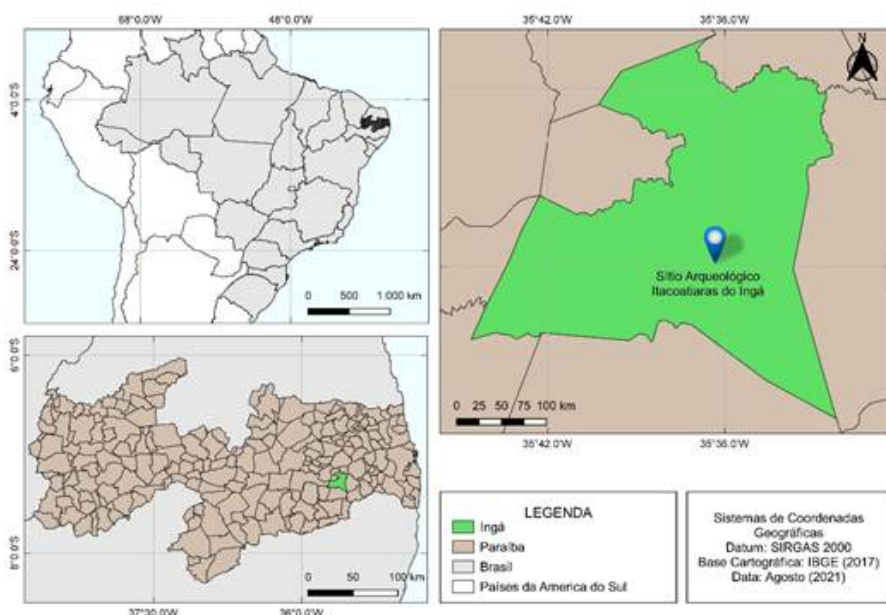 68°0.0'W
48°0.0'W
4°0.0'S
24°0.0'S
0 500 1.000 km
6°0.0'S
8°0.0'S
0 50 100 km
37°30.0'W
36°0.0'W
35°42.0'W
35°36.0'W
N
Sítio Arqueológico
Itacoatiaras do Ingá
0 25 50 75 100 km
35°42.0'W
35°36.0'W
LEGENDA
Ingá
Paraíba
Brasil
Países da America do Sul
Sistemas de Coordenadas
Geográficas
Datum: SIRGAS 2000
Base Cartográfica: IBGE (2017)
Data: Agosto (2021)